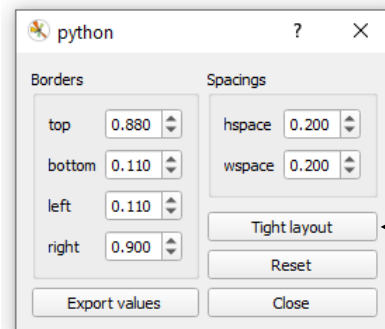 python ?
Borders Spacings
top 0.880 hspace 0.200
bottom 0.110 wspace 0.200
left 0.110
right 0.900
Tight layout
Reset
Export values Close